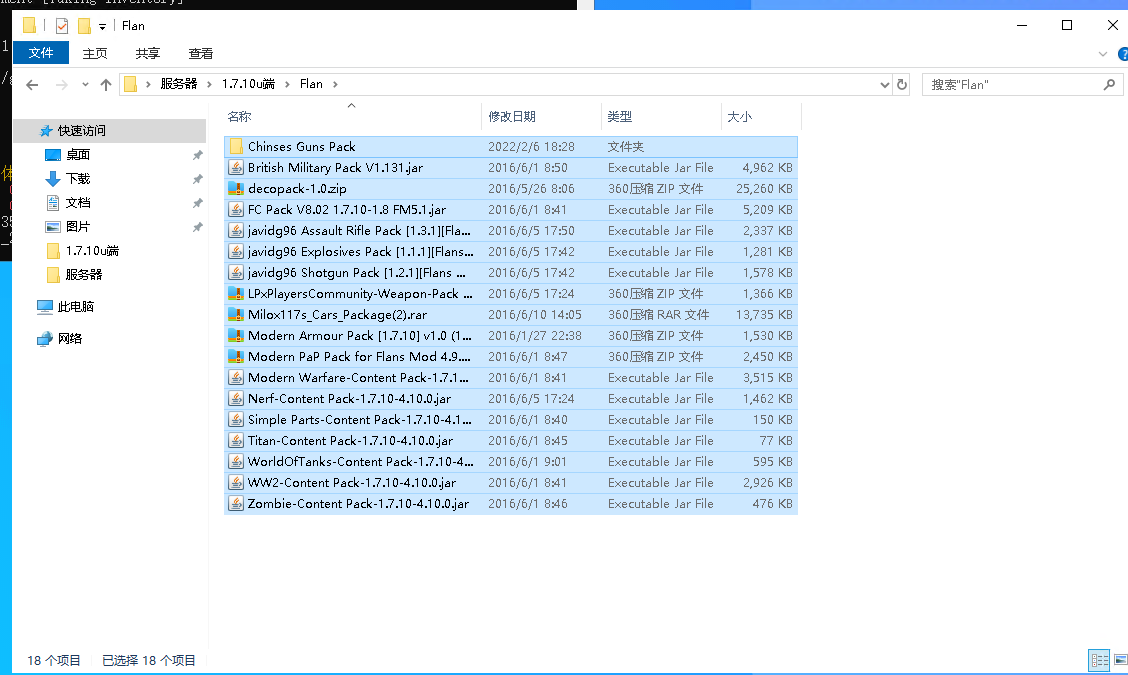 Flan
文件 主页 共享 查看
服务器 1.7.10u端 Flan 搜索"Flan"
名称 修改日期 类型 大小
快速访问
桌面
下载
文档
图片
1.7.10u端
服务器
此电脑
网络
Chinses Guns Pack 2022/2/6 18:28 文件夹
British Military Pack V1.131.jar 2016/6/1 8:50 Executable Jar File 4,962 KB
decopack-1.0.zip 2016/5/26 8:06 360压缩 ZIP 文件 25,260 KB
FC Pack V8.02 1.7.10-1.8 FM5.1.jar 2016/6/1 8:41 Executable Jar File 5,209 KB
javidg96 Assault Rifle Pack [1.3.1][Fla... 2016/6/5 17:50 Executable Jar File 2,337 KB
javidg96 Explosives Pack [1.1.1][Flans... 2016/6/5 17:42 Executable Jar File 1,281 KB
javidg96 Shotgun Pack [1.2.1][Flans ... 2016/6/5 17:42 Executable Jar File 1,578 KB
LPxPlayersCommunity-Weapon-Pack ... 2016/6/5 17:24 360压缩 ZIP 文件 1,366 KB
Milox117s_Cars_Package(2).rar 2016/6/10 14:05 360压缩 RAR 文件 13,735 KB
Modern Armour Pack [1.7.10] v1.0 (1... 2016/1/27 22:38 360压缩 ZIP 文件 1,530 KB
Modern PaP Pack for Flans Mod 4.9.... 2016/6/1 8:47 360压缩 ZIP 文件 2,450 KB
Modern Warfare-Content Pack-1.7.1... 2016/6/1 8:41 Executable Jar File 3,515 KB
Nerf-Content Pack-1.7.10-4.10.0.jar 2016/6/5 17:24 Executable Jar File 1,462 KB
Simple Parts-Content Pack-1.7.10-4.1... 2016/6/1 8:40 Executable Jar File 150 KB
Titan-Content Pack-1.7.10-4.10.0.jar 2016/6/1 8:45 Executable Jar File 77 KB
WorldOfTanks-Content Pack-1.7.10-4... 2016/6/1 9:01 Executable Jar File 595 KB
WW2-Content Pack-1.7.10-4.10.0.jar 2016/6/1 8:41 Executable Jar File 2,926 KB
Zombie-Content Pack-1.7.10-4.10.0.jar 2016/6/1 8:46 Executable Jar File 476 KB
18 个项目 已选择 18 个项目